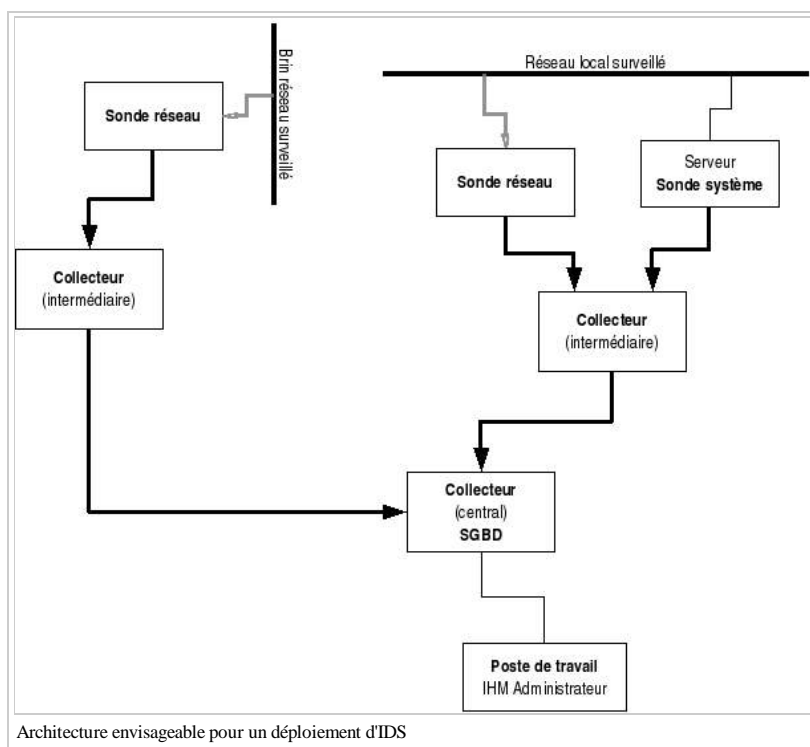 Brin réseau surveillé
Réseau local surveillé
Sonde réseau
Sonde réseau
Serveur
Sonde système
Collecteur
(intermédiaire)
Collecteur
(intermédiaire)
Collecteur
(central)
SGBD
Poste de travail
IHM Administrateur
Architecture envisageable pour un déploiement d'IDS